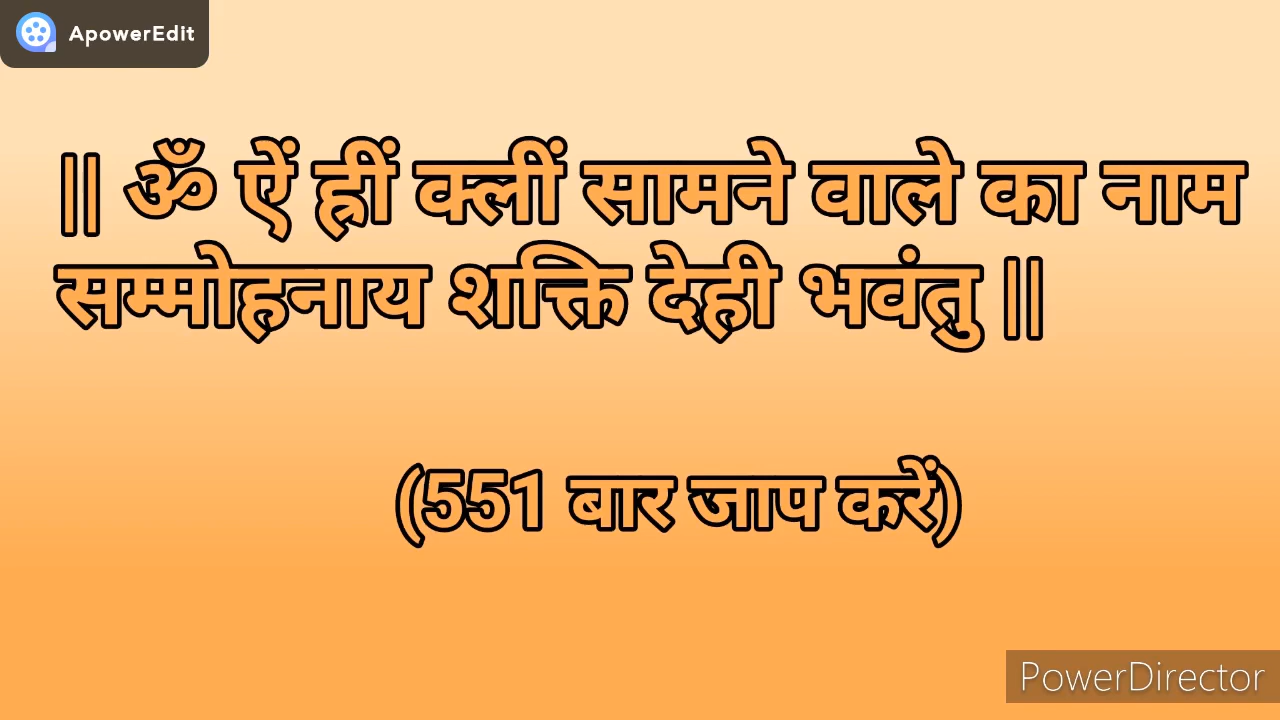 ApowerEdit
|| ॐ ऐं ह्रीं क्लीं सामने वाले का नाम
सम्मोहनाय शक्ति देही भवंतु ||
(551 बार जाप करें)
PowerDirector